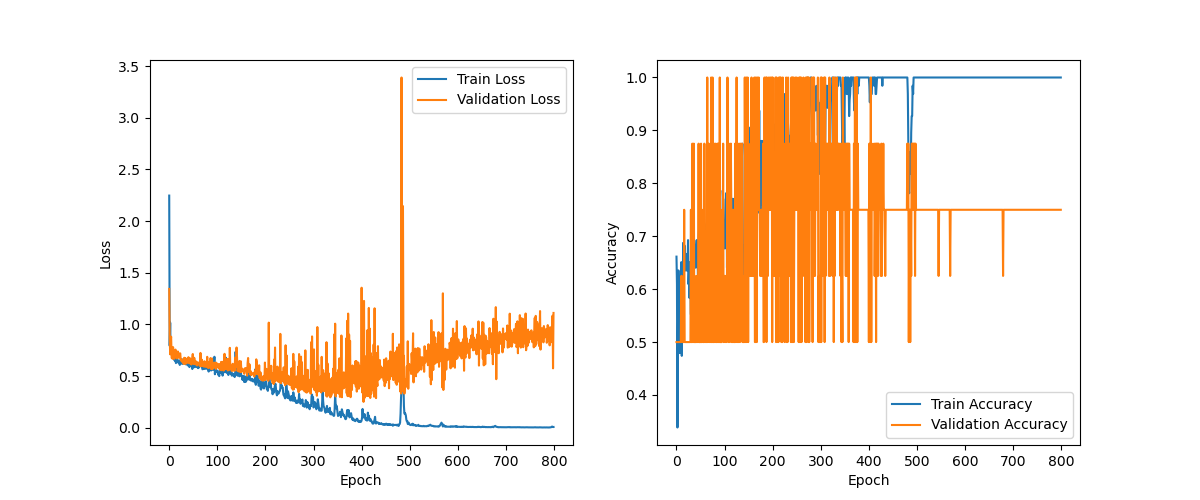 3.5
3.0
2.5
2.0
1.5
1.0
0.5
0.0
Loss
Train Loss
Validation Loss
0 100 200 300 400 500 600 700 800
Epoch
1.0
0.9
0.8
0.7
0.6
0.5
0.4
Accuracy
Train Accuracy
Validation Accuracy
0 100 200 300 400 500 600 700 800
Epoch